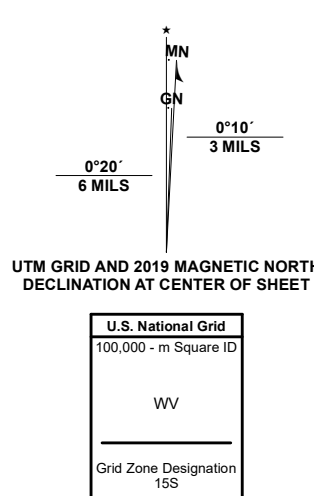 ★
MN
GN
0°10´
3 MILS
0°20´
6 MILS
UTM GRID AND 2019 MAGNETIC NORTH
DECLINATION AT CENTER OF SHEET
U.S. National Grid
100,000 - m Square ID
WV
Grid Zone Designation
15S